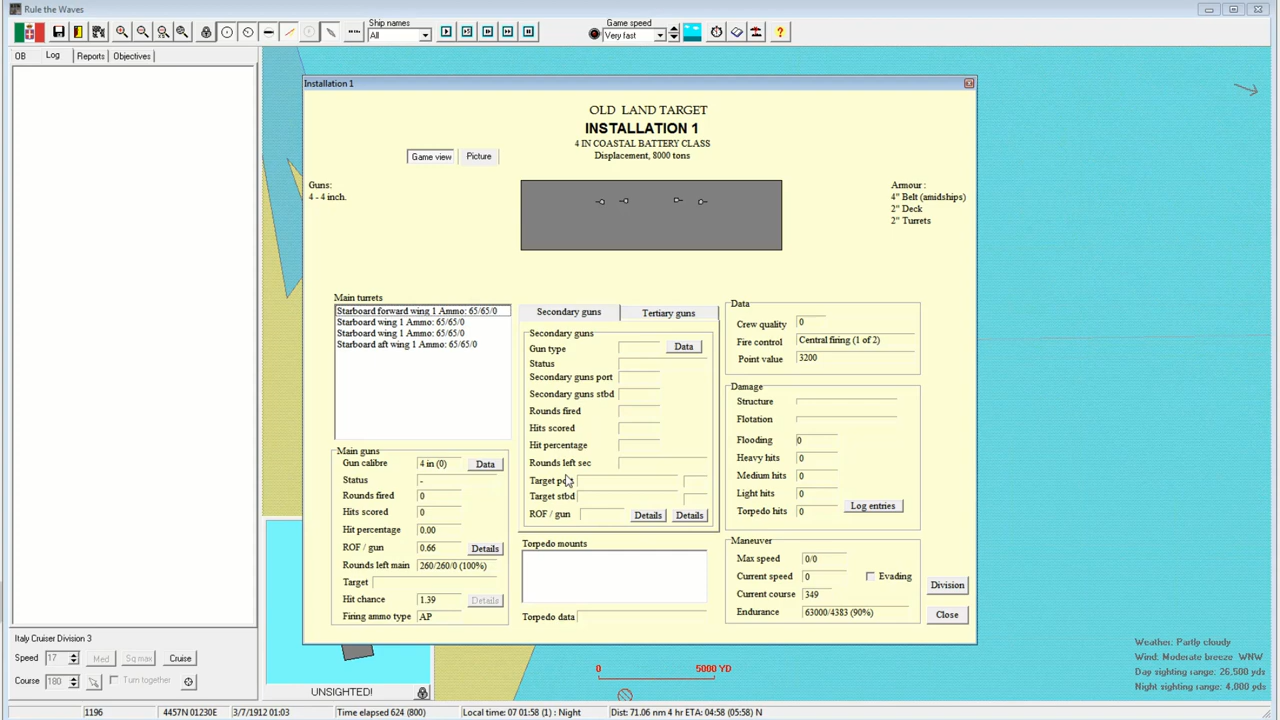 Rule the Waves
Ship names
All
Game speed
Very fast
OB
Log
Reports
Objectives
Installation 1
OLD LAND TARGET
INSTALLATION 1
4 IN COASTAL BATTERY CLASS
Displacement, 8000 tons
Game view
Picture
Guns:
4 - 4 inch.
Armour :
4" Belt (amidships)
2" Deck
2" Turrets
Main turrets
Starboard forward wing 1 Ammo: 65/65/0
Starboard wing 1 Ammo: 65/65/0
Starboard wing 1 Ammo: 65/65/0
Starboard aft wing 1 Ammo: 65/65/0
Main guns
Gun calibre 4 in (0) Data
Status -
Rounds fired 0
Hits scored 0
Hit percentage 0.00
ROF / gun 0.66 Details
Rounds left main 260/260/0 (100%)
Target
Hit chance 1.39 Details
Firing ammo type AP
Secondary guns
Tertiary guns
Secondary guns
Gun type Data
Status
Secondary guns port
Secondary guns stbd
Rounds fired
Hits scored
Hit percentage
Rounds left sec
Target
Target stbd
ROF / gun Details Details
Torpedo mounts
Torpedo data
Data
Crew quality 0
Fire control Central firing (1 of 2)
Point value 3200
Damage
Structure
Flotation
Flooding 0
Heavy hits 0
Medium hits 0
Light hits 0
Torpedo hits 0
Log entries
Maneuver
Max speed 0/0
Current speed 0 Evading
Current course 349
Endurance 63000/4383 (90%)
Division
Close
Italy Cruiser Division 3
Speed 17 Med Sq max Cruise
Course 180 Turn together
UNSIGHTED!
0 5000 YD
Weather: Partly cloudy
Wind: Moderate breeze WNW
Day sighting range: 26,500 yds
Night sighting range: 4,000 yds
1196 4457N 01230E 3/7/1912 01:03 Time elapsed 624 (800) Local time: 07 01:58 (1) : Night Dist: 71.06 nm 4 hr ETA: 04:58 (05:58) N